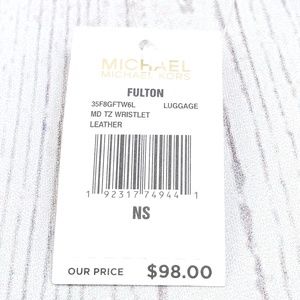 MICHAEL
MICHAEL KORS
FULTON
35F8GFTW6L LUGGAGE
MD TZ WRISTLET
LEATHER
1 92317 74944 1
NS
OUR PRICE $98.00